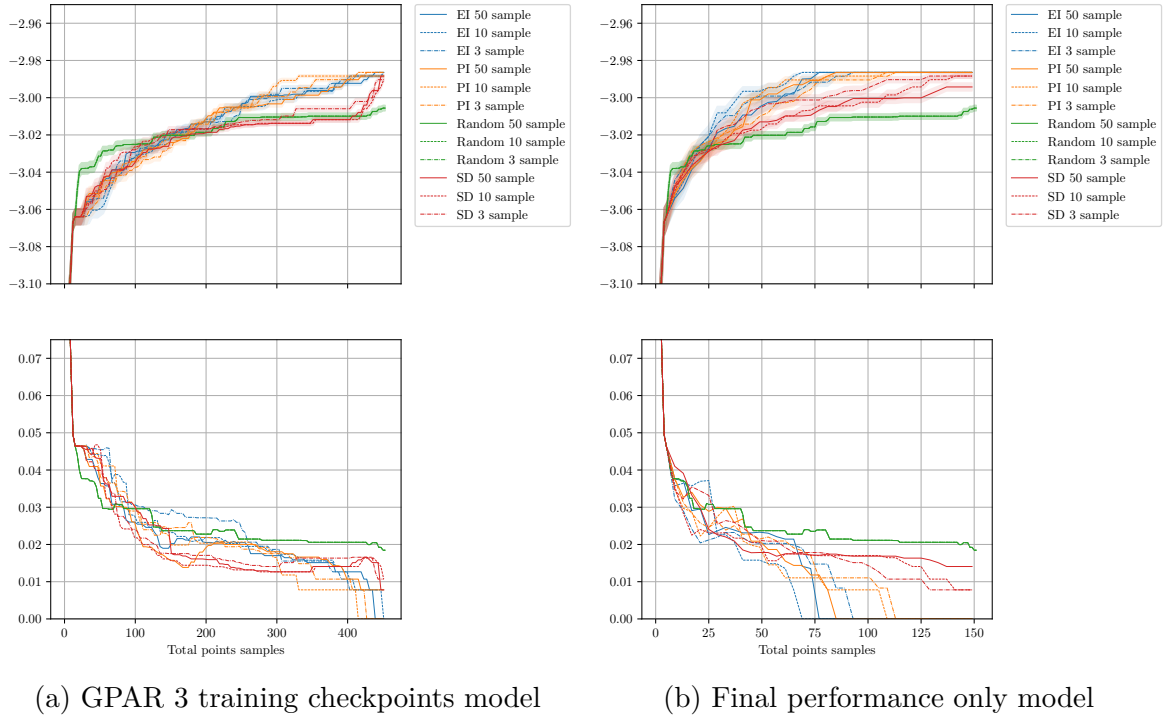 −2.96
−2.98
−3.00
−3.02
−3.04
−3.06
−3.08
−3.10
EI 50 sample
EI 10 sample
EI 3 sample
PI 50 sample
PI 10 sample
PI 3 sample
Random 50 sample
Random 10 sample
Random 3 sample
SD 50 sample
SD 10 sample
SD 3 sample
0.07
0.06
0.05
0.04
0.03
0.02
0.01
0.00
0 100 200 300 400
Total points samples
(a) GPAR 3 training checkpoints model
−2.96
−2.98
−3.00
−3.02
−3.04
−3.06
−3.08
−3.10
EI 50 sample
EI 10 sample
EI 3 sample
PI 50 sample
PI 10 sample
PI 3 sample
Random 50 sample
Random 10 sample
Random 3 sample
SD 50 sample
SD 10 sample
SD 3 sample
0.07
0.06
0.05
0.04
0.03
0.02
0.01
0.00
0 25 50 75 100 125 150
Total points samples
(b) Final performance only model